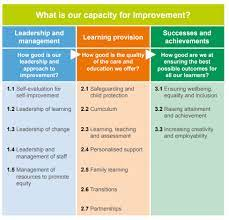 What is our capacity for improvement?
Leadership and
management
How good is our
leadership and
approach to
improvement?
1.1 Self-evaluation for
self-improvement
1.2 Leadership of learning
1.3 Leadership of change
1.4 Leadership and
management of staff
1.5 Management of
resources to promote
equity
Learning provision
How good is the quality
of the care and
education we offer?
2.1 Safeguarding and
child protection
2.2 Curriculum
2.3 Learning, teaching and
assessment
2.4 Personalised support
2.5 Family learning
2.6 Transitions
2.7 Partnerships
Successes and
achievements
How good are we at
ensuring the best
possible outcomes for
all our learners?
3.1 Ensuring wellbeing,
equality and inclusion
3.2 Raising attainment and
achievement
3.3 Increasing creativity
and employability